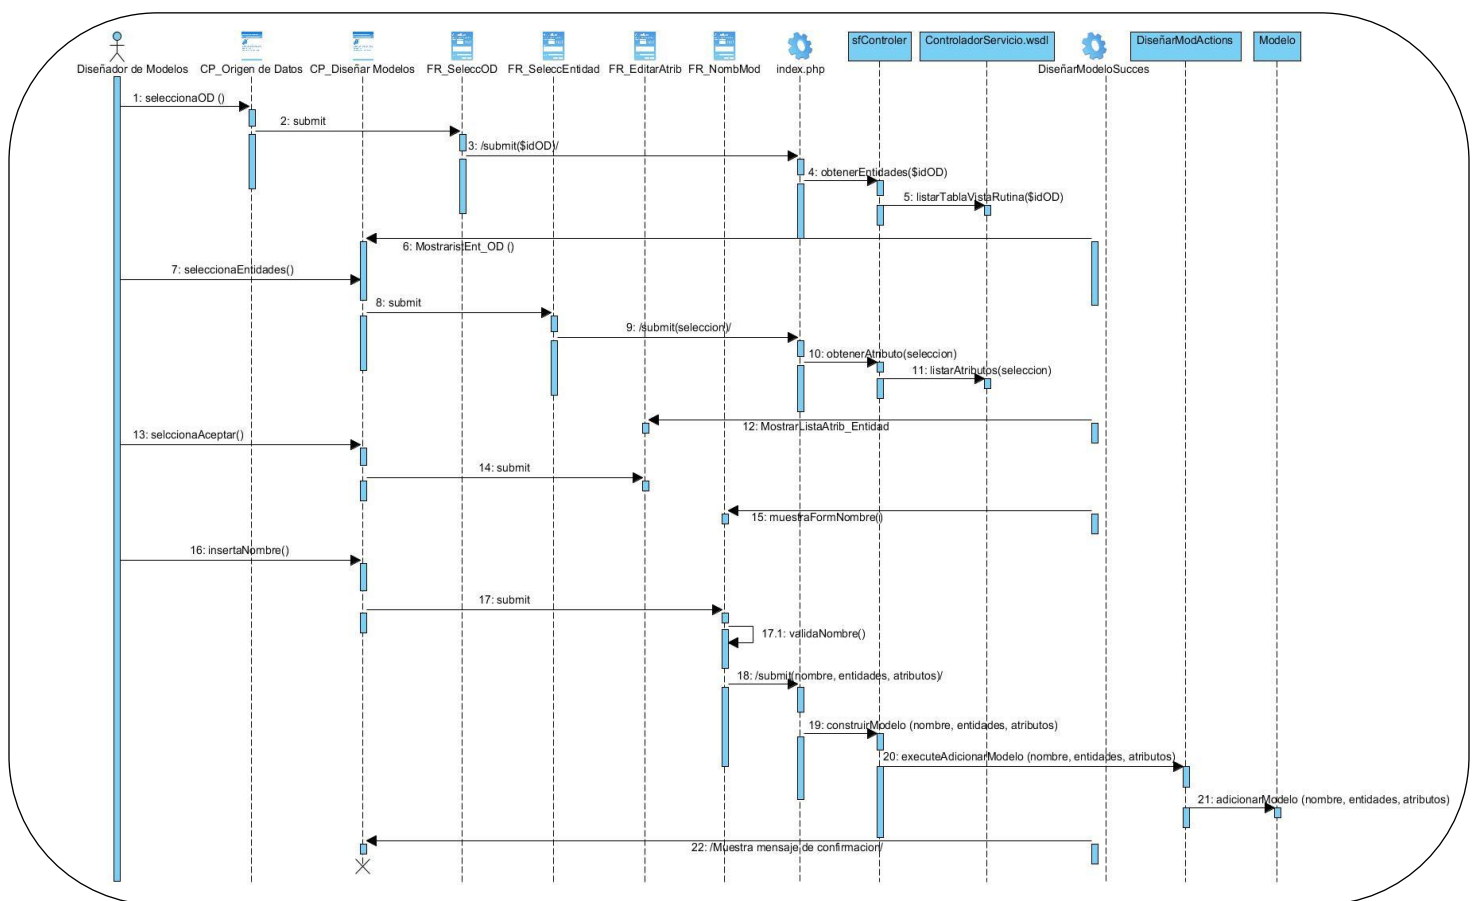 Diseñador de Modelos
CP_Origen de Datos
CP_Diseñar Modelos
FR_SeleccOD
FR_SeleccEntidad
FR_EditarAtrib
FR_NombMod
index.php
sfControler
ControladorServicio.wsdl
DiseñarModeloSucces
DiseñarModActions
Modelo
1: seleccionaOD ()
2: submit
3: /submit($idOD)/
4: obtenerEntidades($idOD)
5: listarTablaVistaRutina($idOD)
6: MostraristEnt_OD ()
7: seleccionaEntidades()
8: submit
9: /submit(seleccion)/
10: obtenerAtributo(seleccion)
11: listarAtributos(seleccion)
12: MostrarListaAtrib_Entidad
13: selccionaAceptar()
14: submit
15: muestraFormNombre()
16: insertaNombre()
17: submit
17.1: validaNombre()
18: /submit(nombre, entidades, atributos)/
19: construirModelo (nombre, entidades, atributos)
20: executeAdicionarModelo (nombre, entidades, atributos)
21: adicionarModelo (nombre, entidades, atributos)
22: /Muestra mensaje de confirmacion/